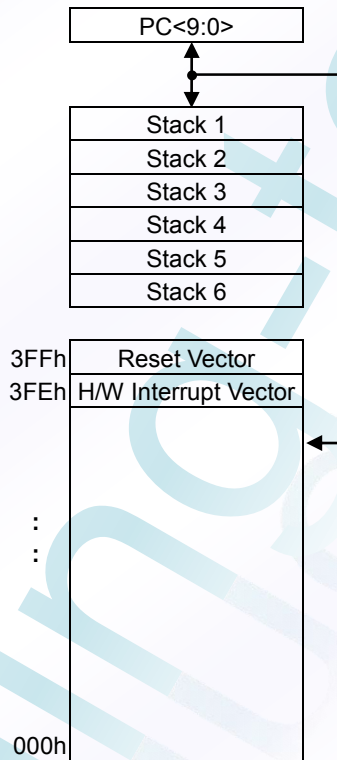 PC<9:0>
Stack 1
Stack 2
Stack 3
Stack 4
Stack 5
Stack 6
3FFh Reset Vector
3FEh H/W Interrupt Vector
:
:
000h